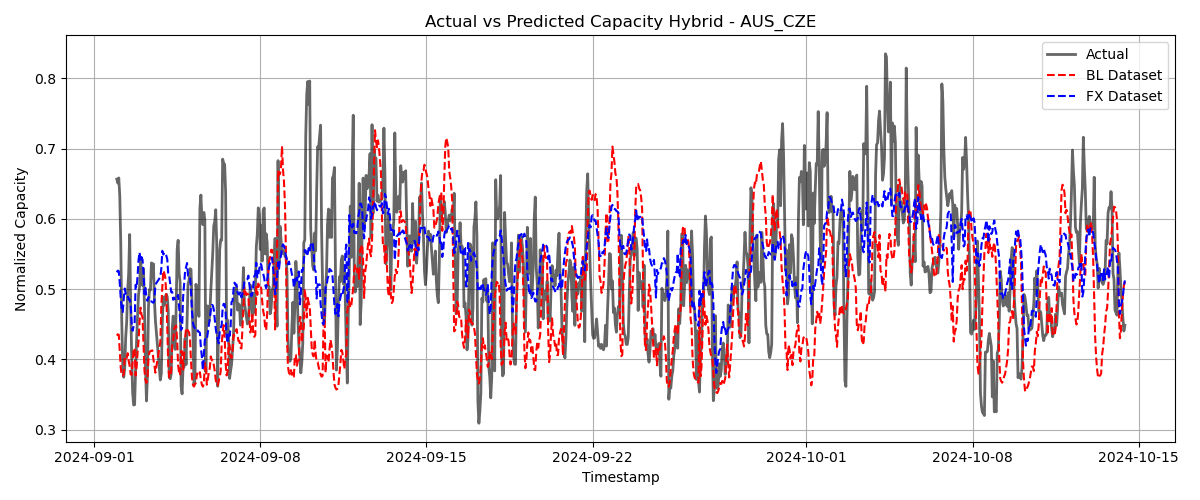 Actual vs Predicted Capacity Hybrid - AUS_CZE
Normalized Capacity
0.8
0.7
0.6
0.5
0.4
0.3
Actual
BL Dataset
FX Dataset
2024-09-01
2024-09-08
2024-09-15
2024-09-22
2024-10-01
2024-10-08
2024-10-15
Timestamp